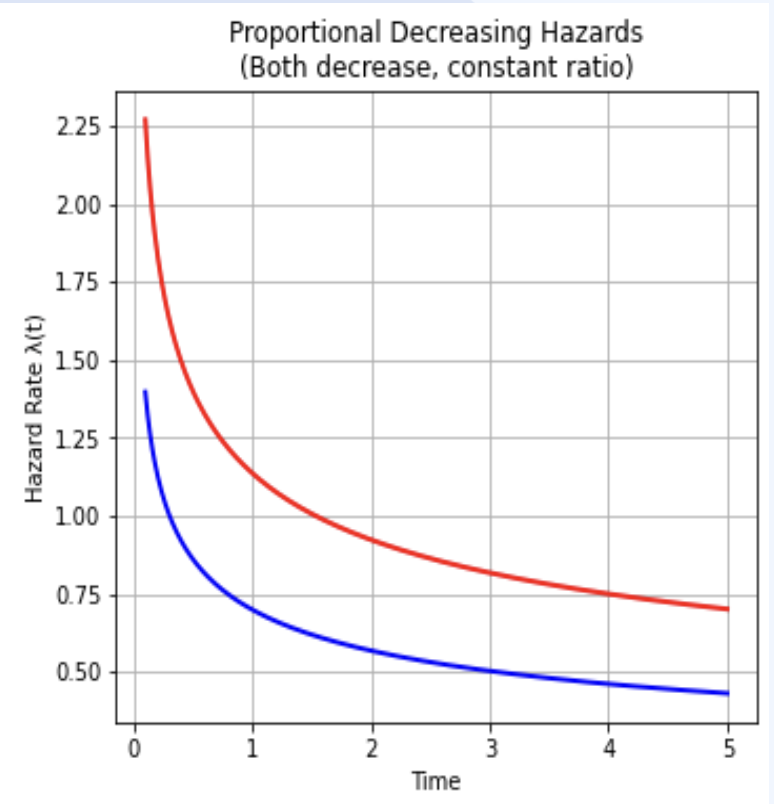 Proportional Decreasing Hazards
(Both decrease, constant ratio)
Hazard Rate λ(t)
2.25
2.00
1.75
1.50
1.25
1.00
0.75
0.50
0 1 2 3 4 5
Time